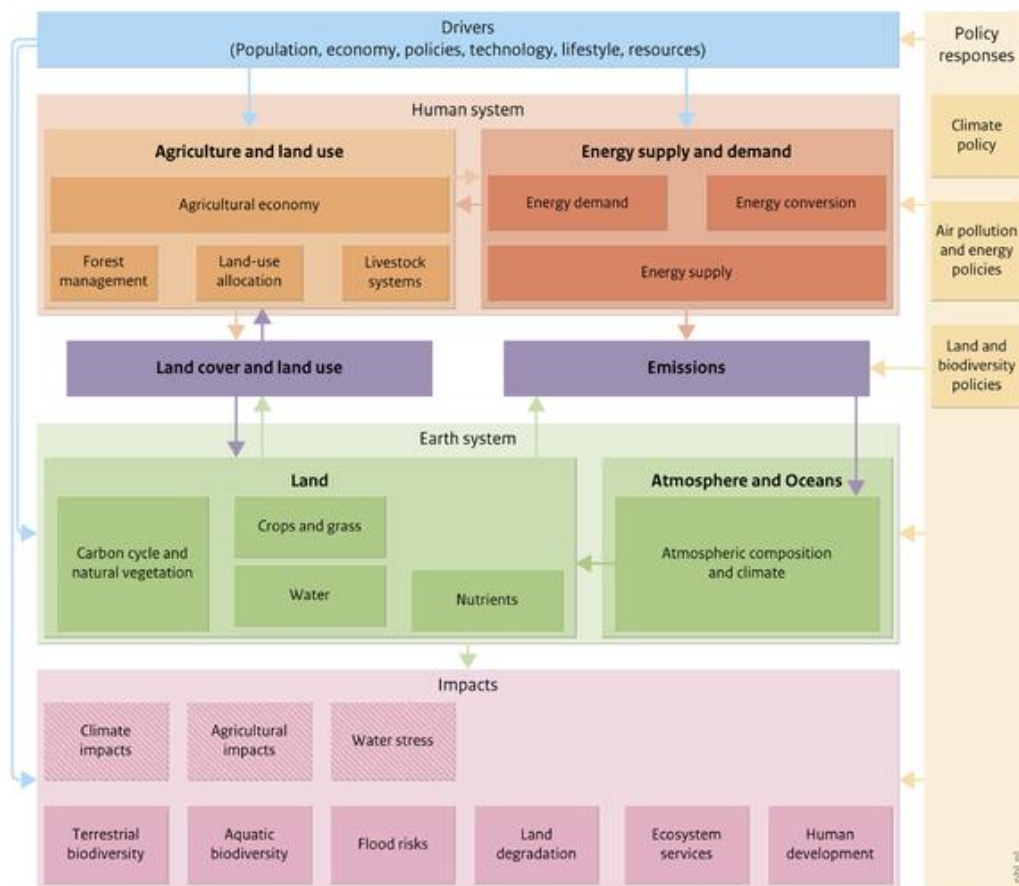 Drivers
(Population, economy, policies, technology, lifestyle, resources)
Policy
responses
Human system
Climate
policy
Agriculture and land use
Energy supply and demand
Agricultural economy
Energy demand
Energy conversion
Air pollution
and energy
policies
Forest
management
Land-use
allocation
Livestock
systems
Energy supply
Land and
biodiversity
policies
Land cover and land use
Emissions
Earth system
Land
Atmosphere and Oceans
Carbon cycle and
natural vegetation
Crops and grass
Water
Nutrients
Atmospheric composition
and climate
Impacts
Climate
impacts
Agricultural
impacts
Water stress
Terrestrial
biodiversity
Aquatic
biodiversity
Flood risks
Land
degradation
Ecosystem
services
Human
development